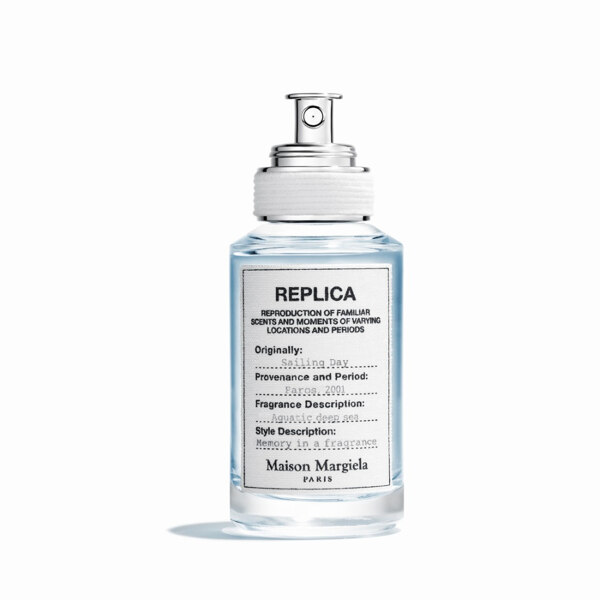 REPLICA
REPRODUCTION OF FAMILIAR
SCENTS AND MOMENTS OF VARYING
LOCATIONS AND PERIODS
Originally:
Sailing Day
Provenance and Period:
Paros, 2001
Fragrance Description:
Aquatic deep sea
Style Description:
Memory in a fragrance
Maison Margiela
PARIS